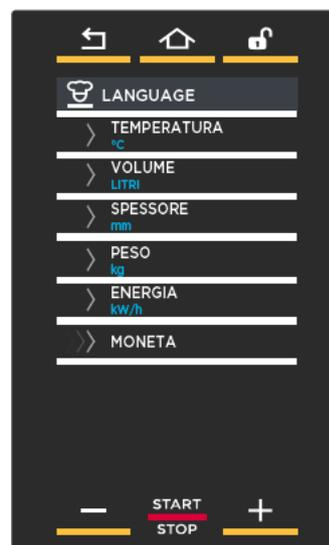 LANGUAGE
TEMPERATURA
°C
VOLUME
LITRI
SPESSORE
mm
PESO
kg
ENERGIA
kW/h
MONETA
START
STOP